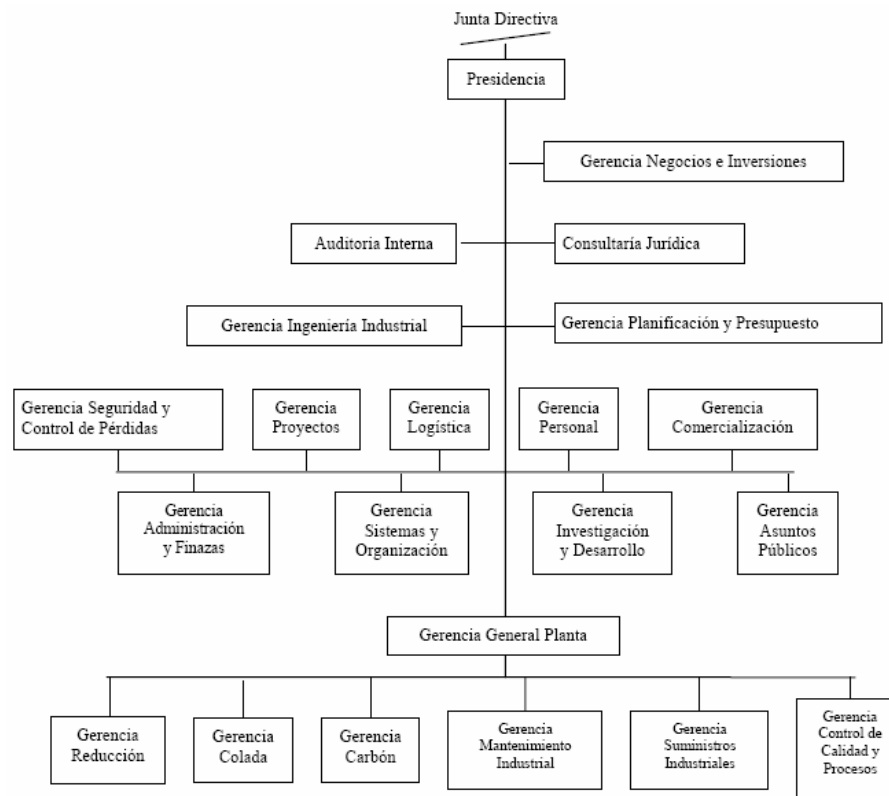 Junta Directiva
Presidencia
Gerencia Negocios e Inversiones
Auditoria Interna
Consultaría Jurídica
Gerencia Ingeniería Industrial
Gerencia Planificación y Presupuesto
Gerencia Seguridad y
Control de Pérdidas
Gerencia
Proyectos
Gerencia
Logística
Gerencia
Personal
Gerencia
Comercialización
Gerencia
Administración
y Finazas
Gerencia
Sistemas y
Organización
Gerencia
Investigación
y Desarrollo
Gerencia
Asuntos
Públicos
Gerencia General Planta
Gerencia
Reducción
Gerencia
Colada
Gerencia
Carbón
Gerencia
Mantenimiento
Industrial
Gerencia
Suministros
Industriales
Gerencia
Control de
Calidad y
Procesos